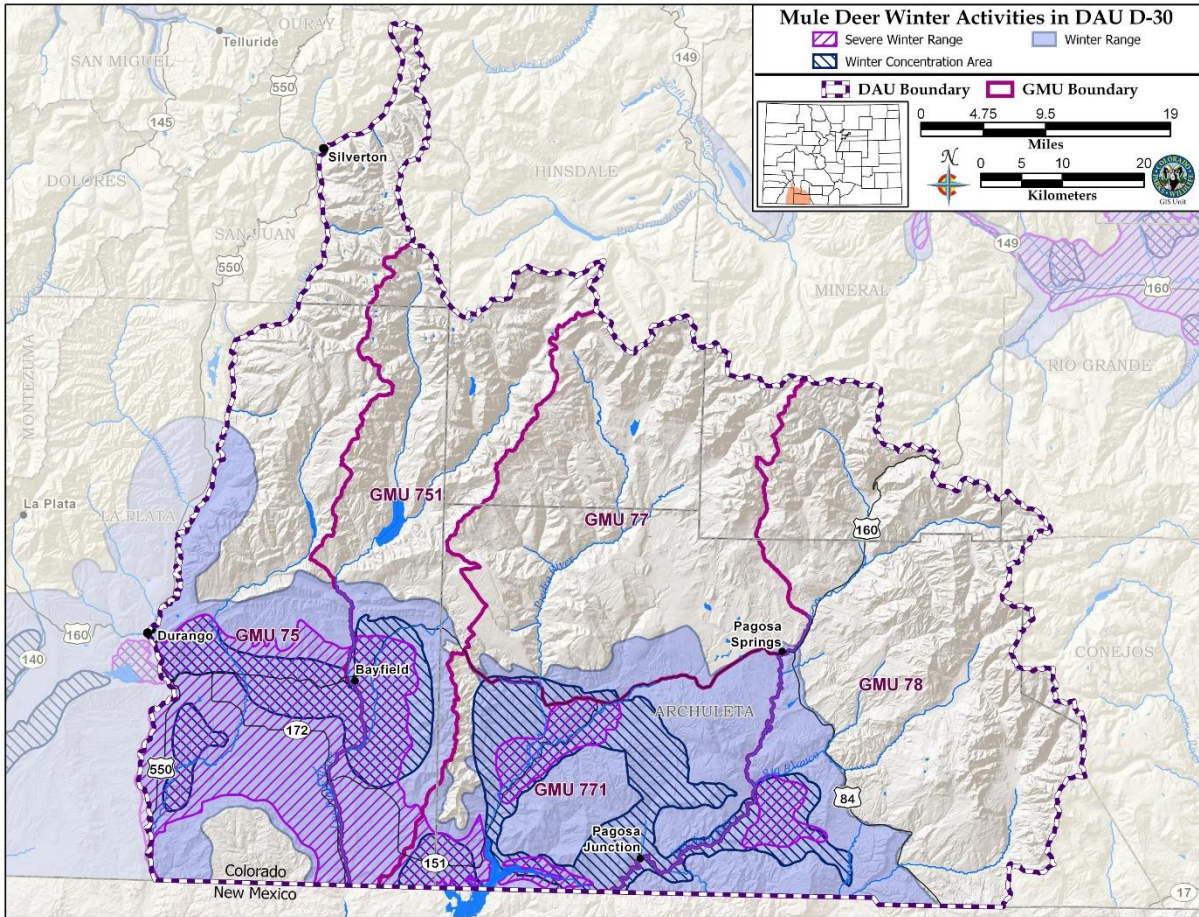 Mule Deer Winter Activities in DAU D-30
Severe Winter Range
Winter Range
Winter Concentration Area
DAU Boundary
GMU Boundary
0 4.75 9.5 19
Miles
0 5 10 20
Kilometers
N
GIS Unit
OURAY
Telluride
SAN MIGUEL
550
149
145
Silverton
HINSDALE
DOLORES
SAN JUAN
Rio Grande River
550
149
160
MINERAL
MONTEZUMA
RIO GRANDE
La Plata
LA PLATA
GMU 751
GMU 77
160
160
Durango
GMU 75
Pagosa
Springs
140
Bayfield
CONEJOS
GMU 78
ARCHULETA
172
550
GMU 771
84
Pagosa
Junction
151
Colorado
New Mexico
17